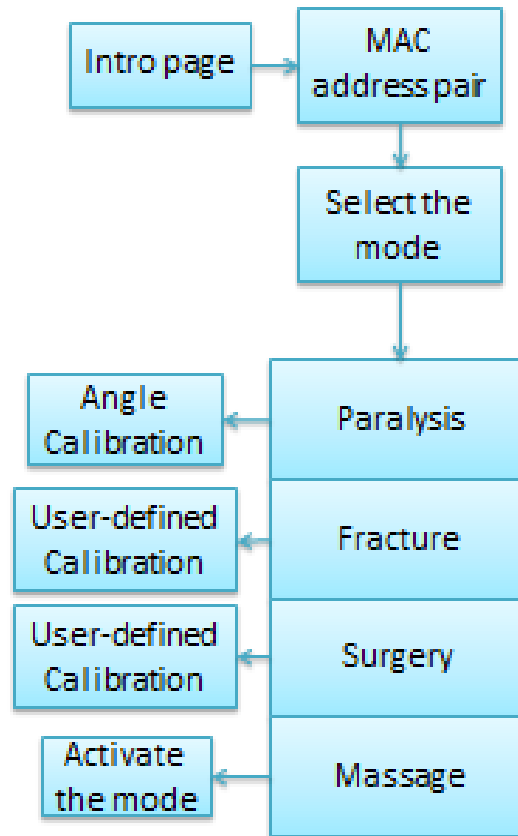 Intro page
MAC
address pair
Select the
mode
Paralysis
Angle
Calibration
Fracture
User-defined
Calibration
Surgery
User-defined
Calibration
Massage
Activate
the mode